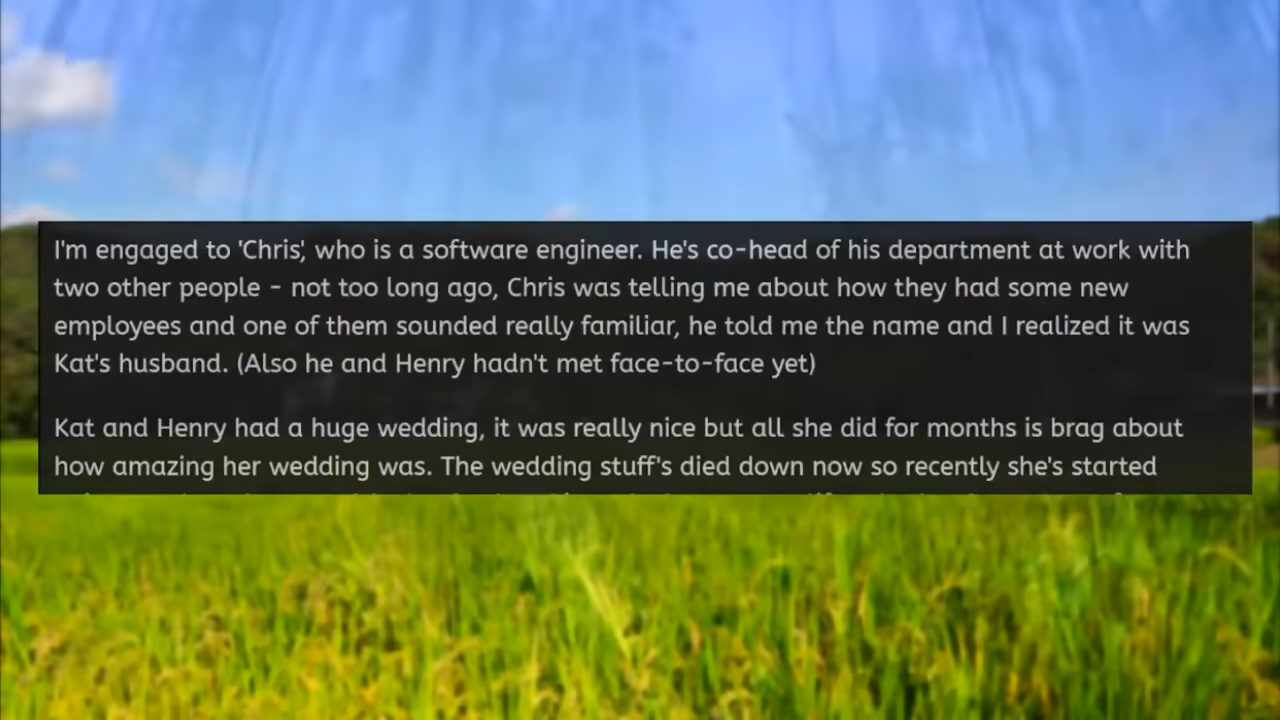 I'm engaged to 'Chris', who is a software engineer. He's co-head of his department at work with
two other people - not too long ago, Chris was telling me about how they had some new
employees and one of them sounded really familiar, he told me the name and I realized it was
Kat's husband. (Also he and Henry hadn't met face-to-face yet)
Kat and Henry had a huge wedding, it was really nice but all she did for months is brag about
how amazing her wedding was. The wedding stuff's died down now so recently she's started